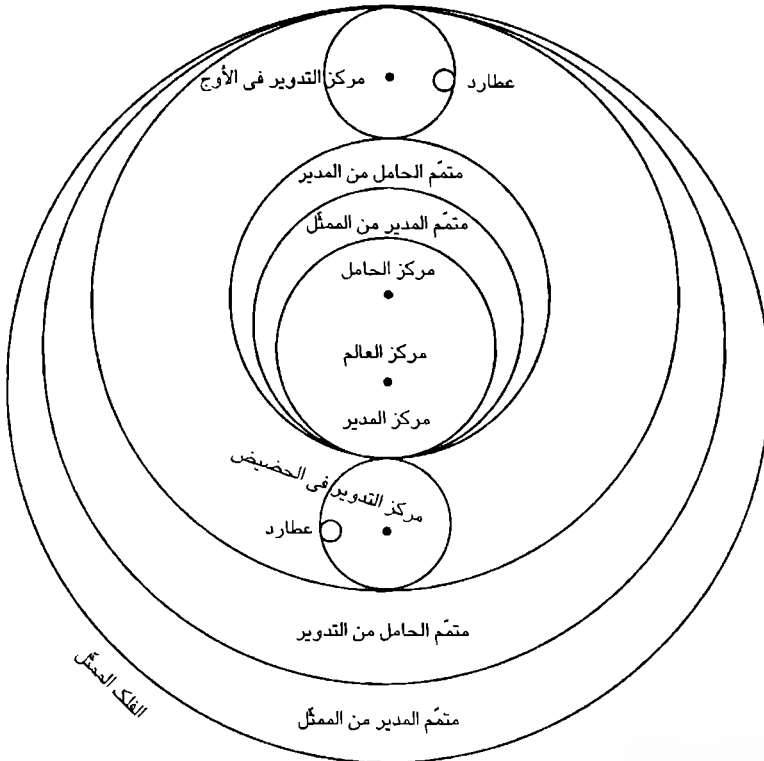 عطارد
مركز التدوير فى الأوج
متمّم الحامل من المدير
متمّم المدير من الممثّل
مركز الحامل
مركز العالم
مركز المدير
مركز التدوير فى الحضيض
عطارد
متمّم الحامل من التدوير
الفلک الممثّل
متمّم المدير من الممثّل